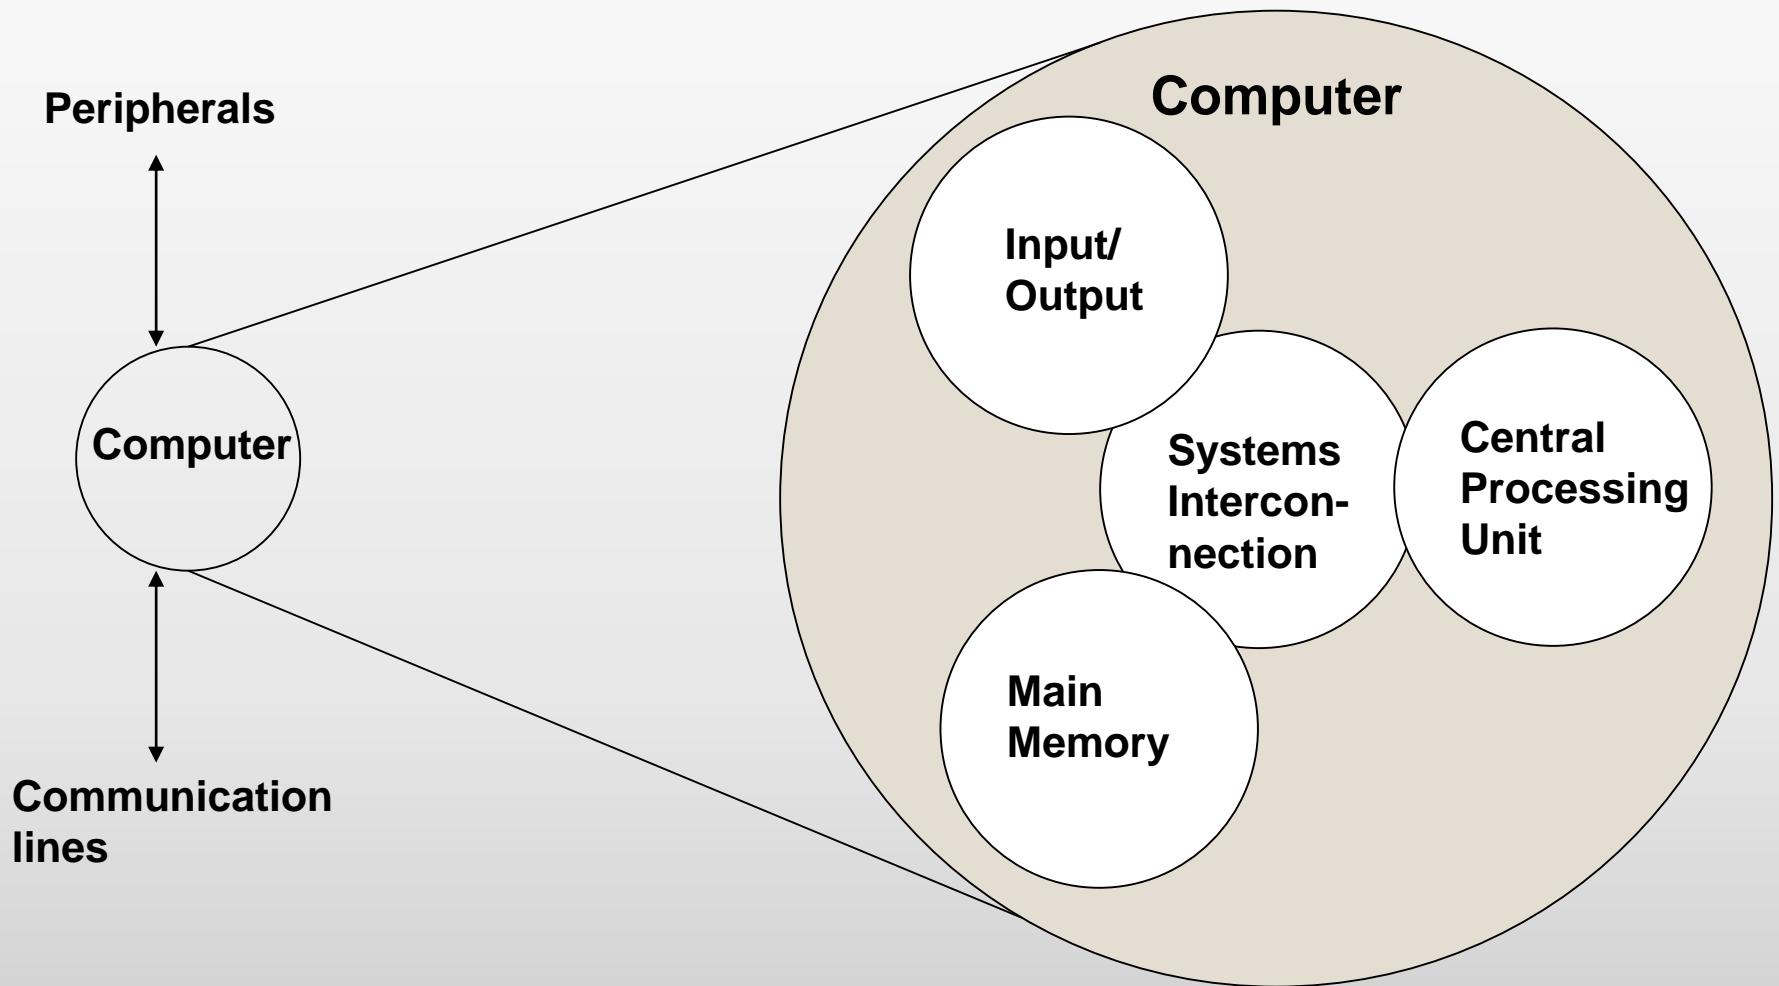 Peripherals
Computer
Communication
lines
Computer
Input/
Output
Systems
Intercon-
nection
Central
Processing
Unit
Main
Memory